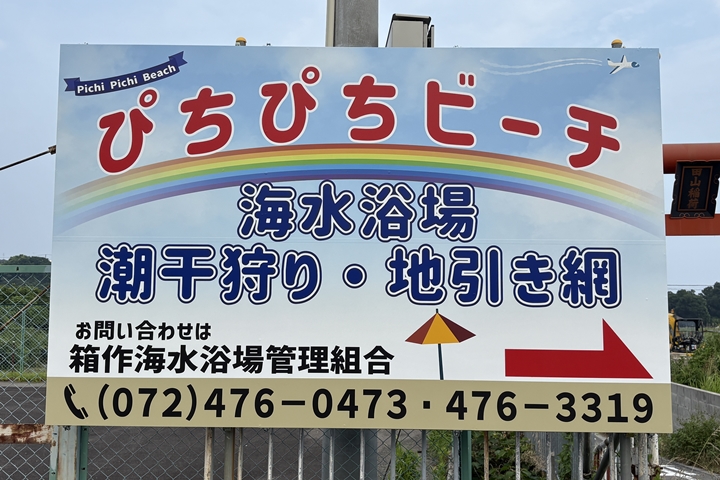 Pichi Pichi Beach
ぴちぴちビーチ
海水浴場
潮干狩り・地引き網
お問い合わせは
箱作海水浴場管理組合
(072)476-0473・476-3319